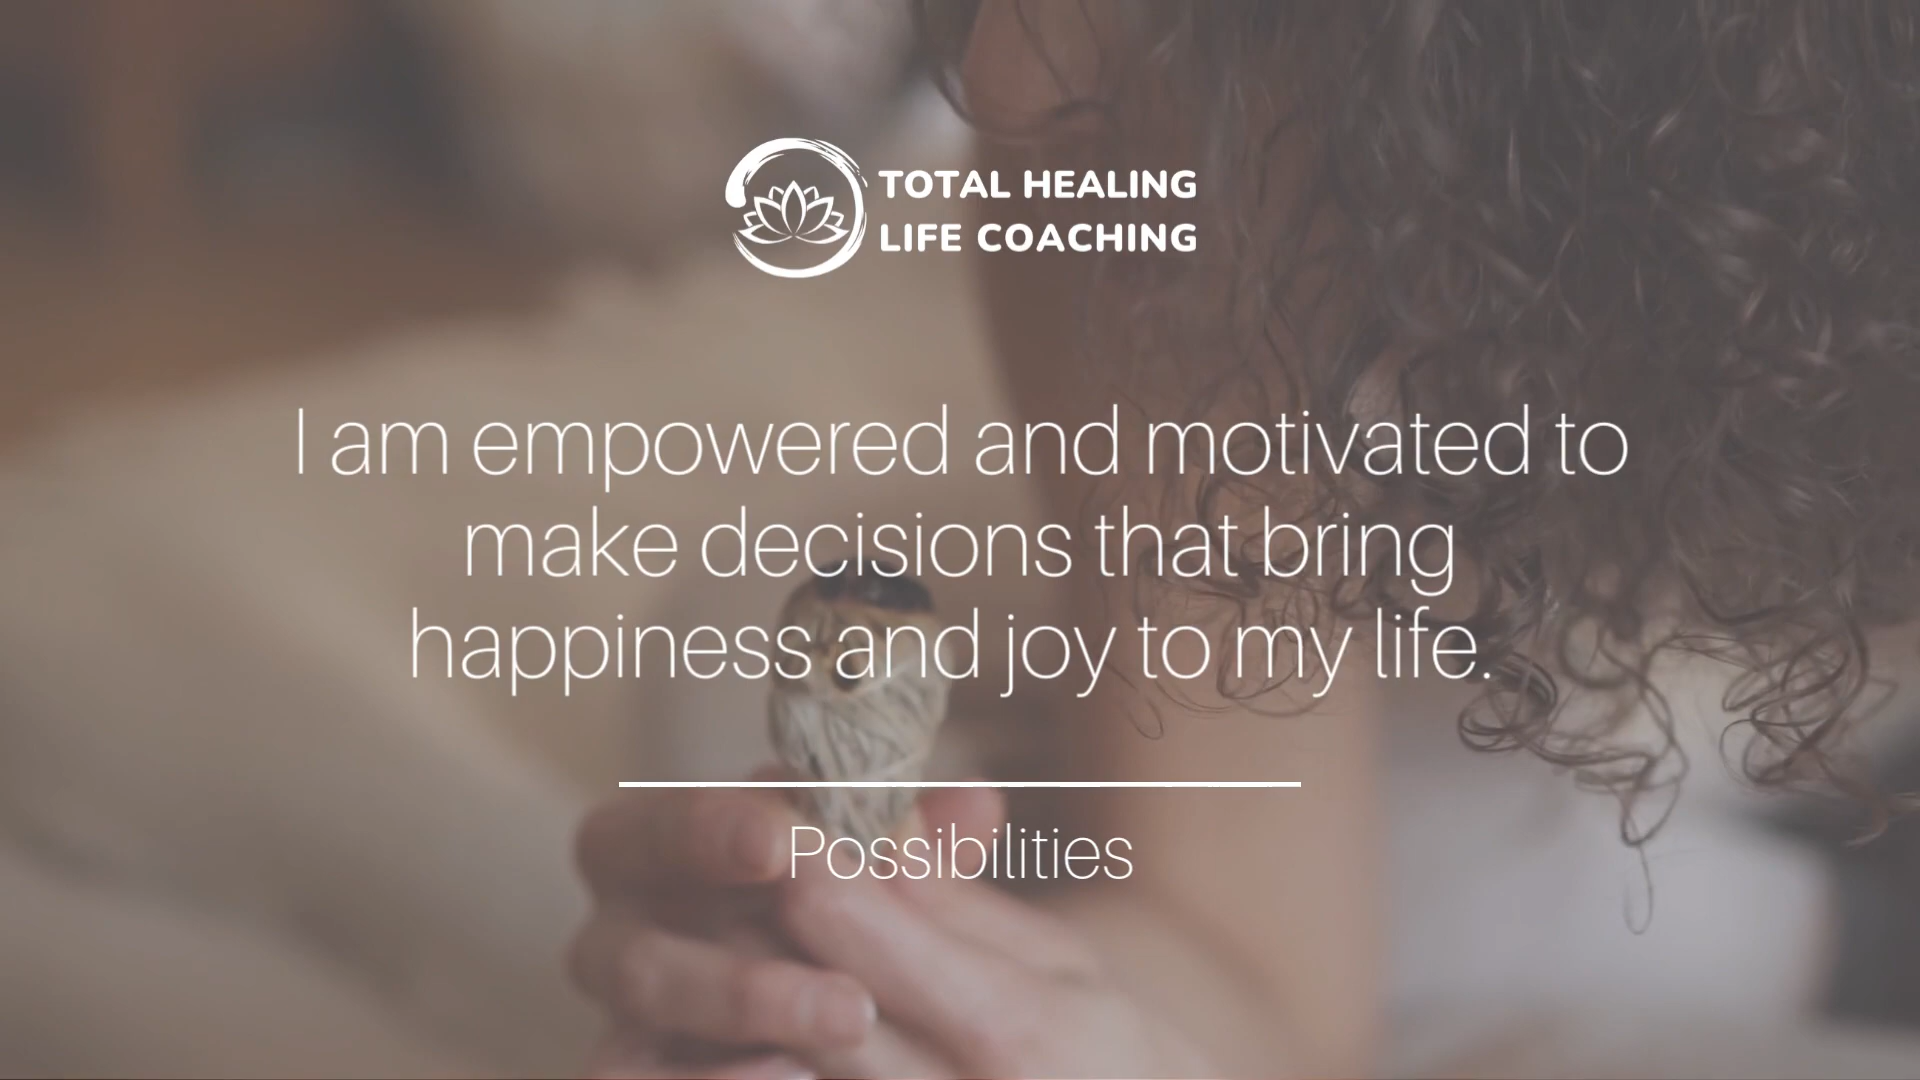 TOTAL HEALING
LIFE COACHING
I am empowered and motivated to
make decisions that bring
happiness and joy to my life.
Possibilities